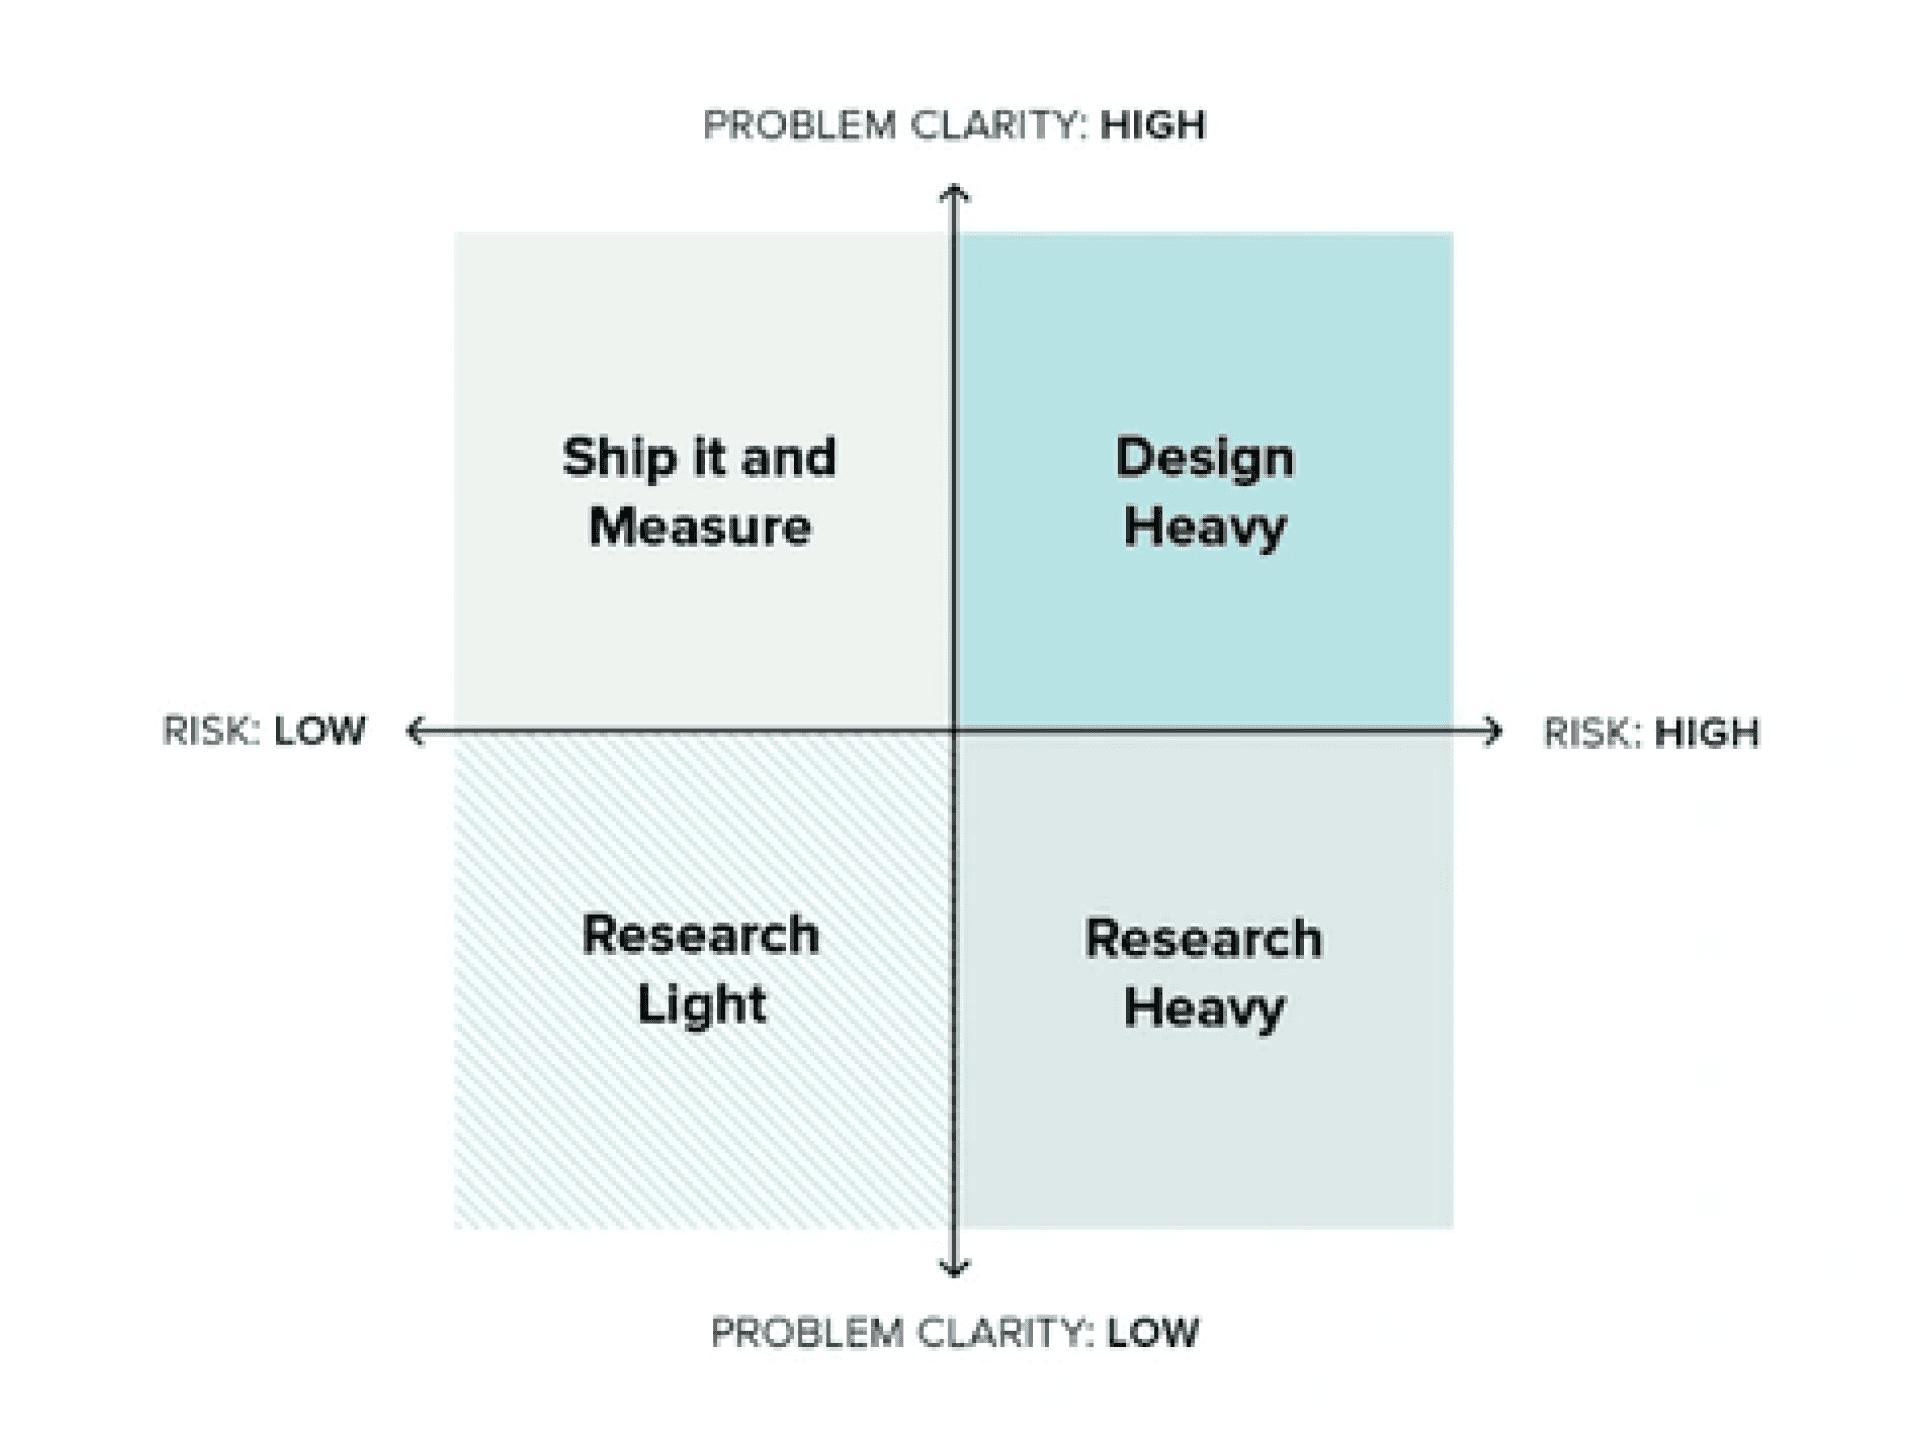 PROBLEM CLARITY: HIGH
Ship it and
Measure
Design
Heavy
RISK: LOW
RISK: HIGH
Research
Light
Research
Heavy
PROBLEM CLARITY: LOW